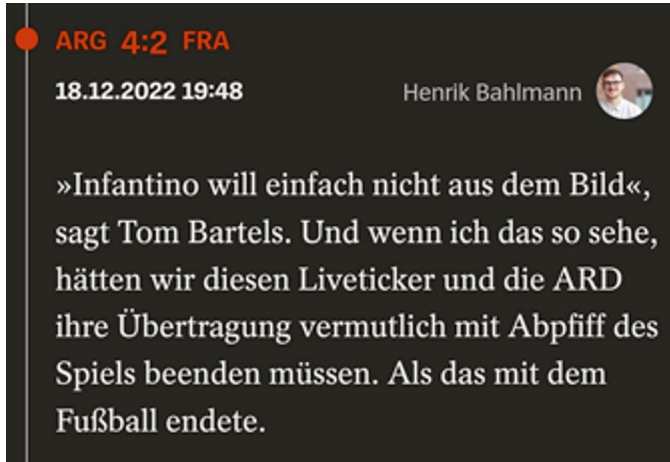 ARG 4:2 FRA
18.12.2022 19:48 Henrik Bahlmann
»Infantino will einfach nicht aus dem Bild«,
sagt Tom Bartels. Und wenn ich das so sehe,
hätten wir diesen Liveticker und die ARD
ihre Übertragung vermutlich mit Abpfiff des
Spiels beenden müssen. Als das mit dem
Fußball endete.